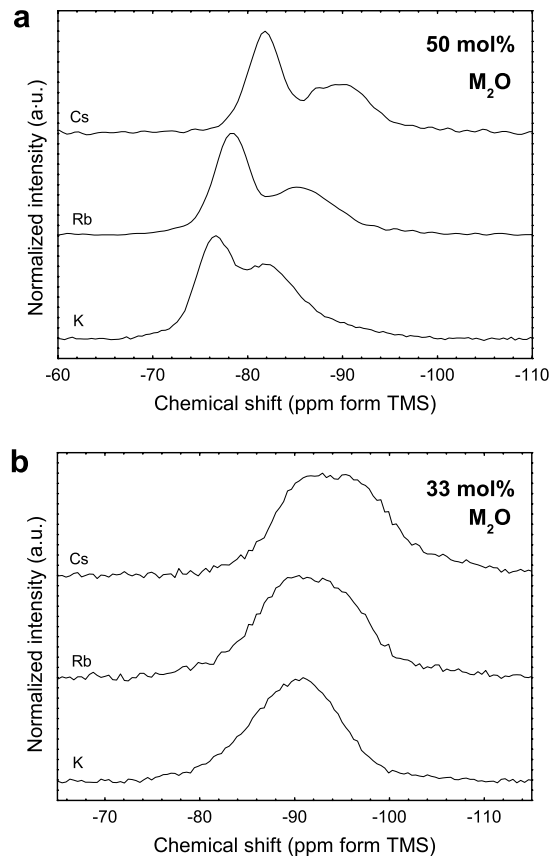 a
50 mol%
M₂O
Cs
Rb
K
Normalized intensity (a·u.)
-60 -70 -80 -90 -100 -110
Chemical shift (ppm form TMS)
b
33 mol%
M₂O
Cs
Rb
K
Normalized intensity (a.u.)
-70 -80 -90 -100 -110
Chemical shift (ppm form TMS)